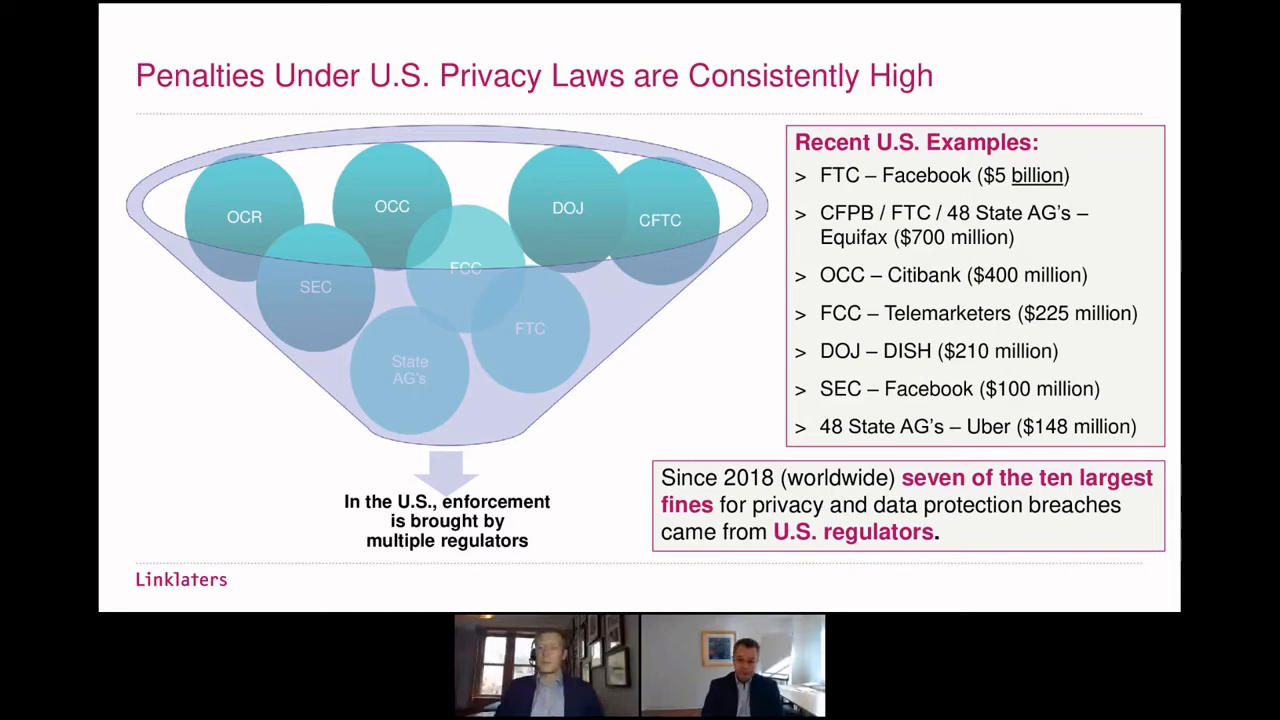 Penalties Under U.S. Privacy Laws are Consistently High
OCR
OCC
DOJ
CFTC
SEC
FCC
FTC
State
AG's
In the U.S., enforcement
is brought by
multiple regulators
Recent U.S. Examples:
> FTC – Facebook ($5 billion)
> CFPB / FTC / 48 State AG's –
Equifax ($700 million)
> OCC – Citibank ($400 million)
> FCC – Telemarketers ($225 million)
> DOJ – DISH ($210 million)
> SEC – Facebook ($100 million)
> 48 State AG's – Uber ($148 million)
Since 2018 (worldwide) seven of the ten largest
fines for privacy and data protection breaches
came from U.S. regulators.
Linklaters